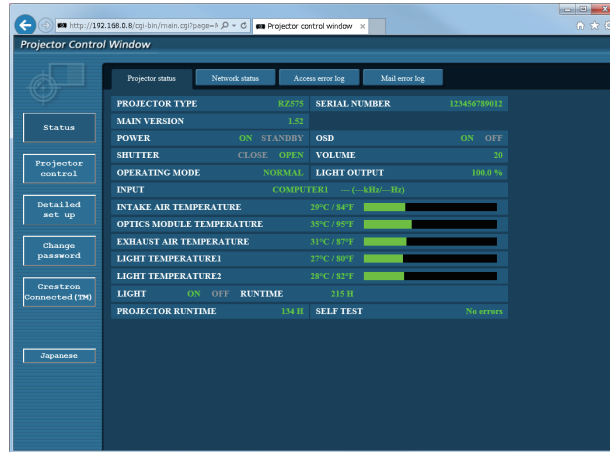 http://192.168.0.8/cgi-bin/main.cgi?page=
Projector control window
Projector Control Window
Projector status Network status Access error log Mail error log
Status
Projector control
Detailed set up
Change password
Crestron Connected(TM)
Japanese
PROJECTOR TYPE RZ575 SERIAL NUMBER 123456789012
MAIN VERSION 1.52
POWER ON STANDBY OSD ON OFF
SHUTTER CLOSE OPEN VOLUME 20
OPERATING MODE NORMAL LIGHT OUTPUT 100.0 %
INPUT COMPUTER1 --- (---kHz/---Hz)
INTAKE AIR TEMPERATURE 29°C / 84°F
OPTICS MODULE TEMPERATURE 35°C / 95°F
EXHAUST AIR TEMPERATURE 31°C / 87°F
LIGHT TEMPERATURE1 27°C / 80°F
LIGHT TEMPERATURE2 28°C / 82°F
LIGHT ON OFF RUNTIME 215 H
PROJECTOR RUNTIME 134 H SELF TEST No errors